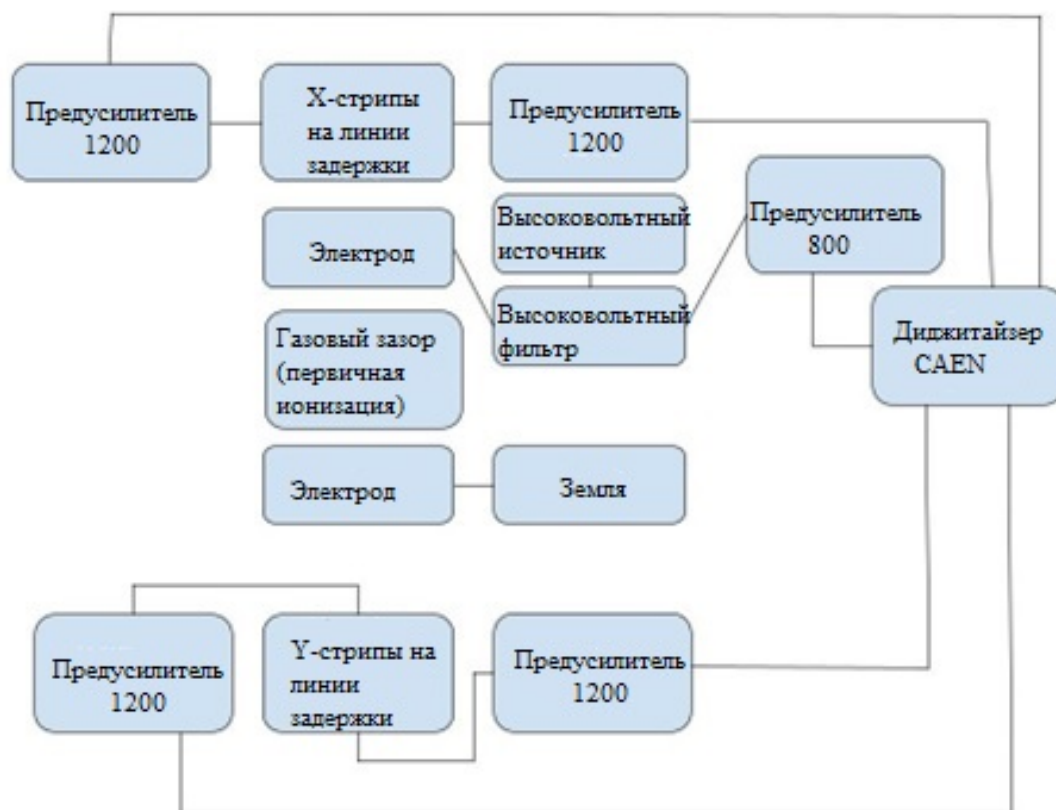 Предусилитель
1200
X-стрипы
на линии
задержки
Предусилитель
1200
Электрод
Высоковольтный
источник
Предусилитель
800
Высоковольтный
фильтр
Газовый зазор
(первичная
ионизация)
Диджитайзер
CAEN
Электрод
Земля
Предусилитель
1200
Y-стрипы на
линии
задержки
Предусилитель
1200